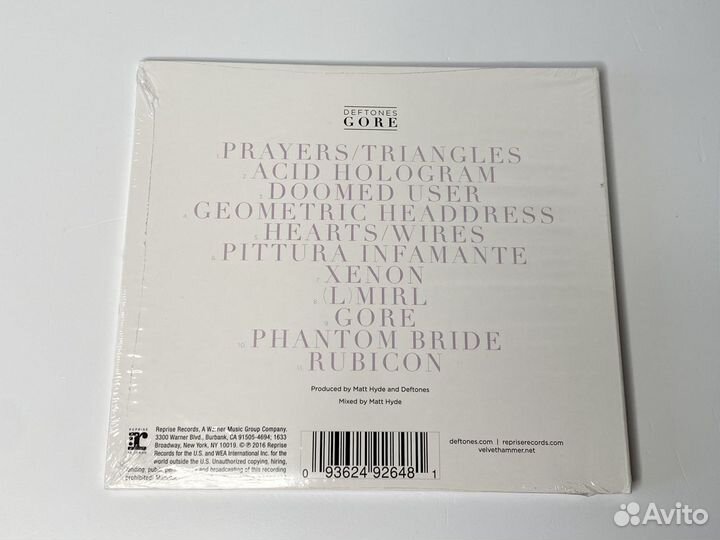 DEFTONES
GORE
1. PRAYERS/TRIANGLES
2. ACID HOLOGRAM
3. DOOMED USER
4. GEOMETRIC HEADDRESS
5. HEARTS/WIRES
6. PITTURA INFAMANTE
7. XENON
8. (L)MIRL
9. GORE
10. PHANTOM BRIDE
11. RUBICON
Produced by Matt Hyde and Deftones
Mixed by Matt Hyde
REPRISE
RECORDS
Reprise Records, A Warner Music Group Company.
3300 Warner Blvd., Burbank, CA 91505-4694; 1633
Broadway, New York, NY 10019. © ℗ 2016 Reprise
Records for the U.S. and WEA International Inc. for the
world outside the U.S. Unauthorized copying, hiring,
lending, public and broadcasting of this recording
prohibited.
0 93624 92648 1
deftones.com | repriserecords.com
velvethammer.net
Avito